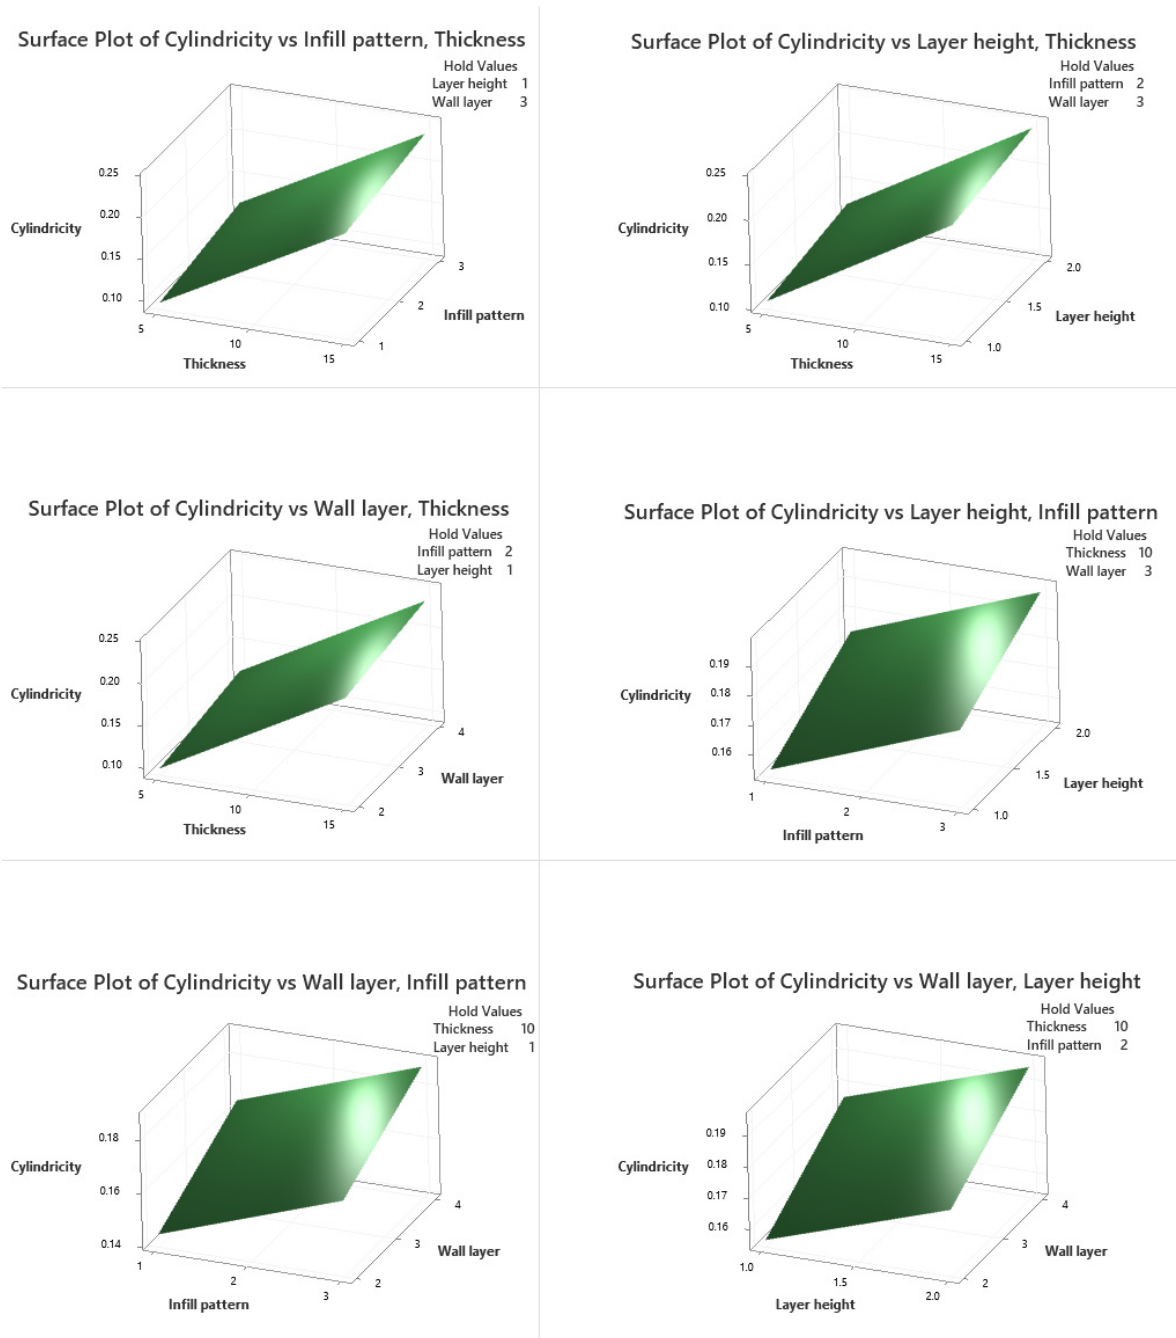 Surface Plot of Cylindricity vs Infill pattern, Thickness
Hold Values
Layer height 1
Wall layer 3
0.25
0.20
Cylindricity
0.15
0.10
5
10
15
Thickness
1
2
3
Infill pattern
Surface Plot of Cylindricity vs Layer height, Thickness
Hold Values
Infill pattern 2
Wall layer 3
0.25
0.20
Cylindricity
0.15
0.10
5
10
15
Thickness
1.0
1.5
2.0
Layer height
Surface Plot of Cylindricity vs Wall layer, Thickness
Hold Values
Infill pattern 2
Layer height 1
0.25
0.20
Cylindricity
0.15
0.10
5
10
15
Thickness
2
3
4
Wall layer
Surface Plot of Cylindricity vs Layer height, Infill pattern
Hold Values
Thickness 10
Wall layer 3
0.19
0.18
Cylindricity
0.17
0.16
1
2
3
Infill pattern
1.0
1.5
2.0
Layer height
Surface Plot of Cylindricity vs Wall layer, Infill pattern
Hold Values
Thickness 10
Layer height 1
0.18
Cylindricity
0.16
0.14
1
2
3
Infill pattern
2
3
4
Wall layer
Surface Plot of Cylindricity vs Wall layer, Layer height
Hold Values
Thickness 10
Infill pattern 2
0.19
0.18
Cylindricity
0.17
0.16
1.0
1.5
2.0
Layer height
2
3
4
Wall layer